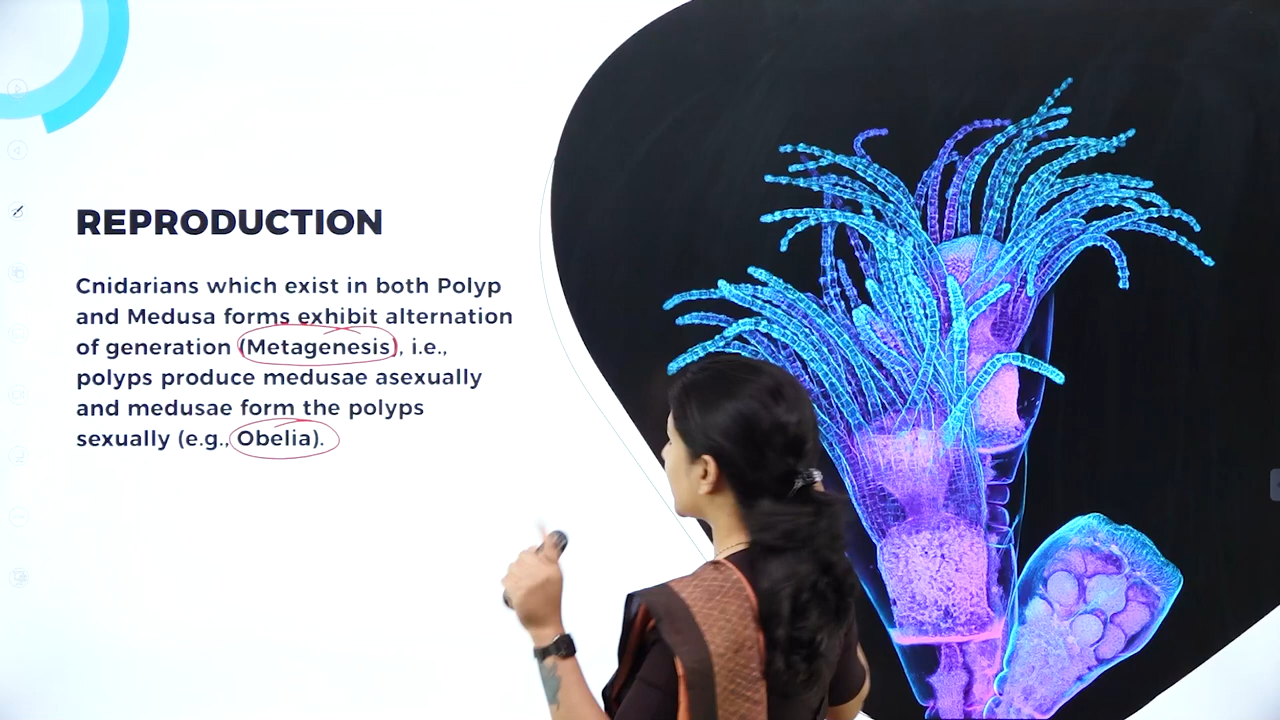 REPRODUCTION
Cnidarians which exist in both Polyp
and Medusa forms exhibit alternation
of generation (Metagenesis), i.e.,
polyps produce medusae asexually
and medusae form the polyps
sexually (e.g., Obelia).